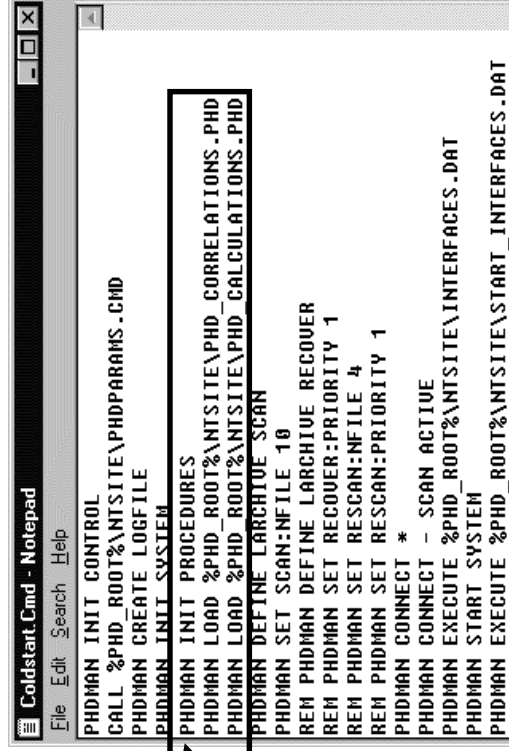 Coldstart.Cmd - Notepad
File Edit Search Help
PHDMAN INIT CONTROL
CALL %PHD_ROOT%\NTSITE\PHDPARAMS.CMD
PHDMAN CREATE LOGFILE
PHDMAN INIT SYSTEM
PHDMAN INIT PROCEDURES
PHDMAN LOAD %PHD_ROOT%\NTSITE\PHD_CORRELATIONS.PHD
PHDMAN LOAD %PHD_ROOT%\NTSITE\PHD_CALCULATIONS.PHD
PHDMAN DEFINE LARCHIVE SCAN
PHDMAN SET SCAN:NFILE 10
REM PHDMAN DEFINE LARCHIVE RECOVER
REM PHDMAN SET RECOVER:PRIORITY 1
REM PHDMAN SET RESCAN:NFILE 4
REM PHDMAN SET RESCAN:PRIORITY 1
PHDMAN CONNECT *
PHDMAN CONNECT - SCAN ACTIVE
PHDMAN EXECUTE %PHD_ROOT%\NTSITE\INTERFACES.DAT
PHDMAN START SYSTEM
PHDMAN EXECUTE %PHD_ROOT%\NTSITE\START_INTERFACES.DAT